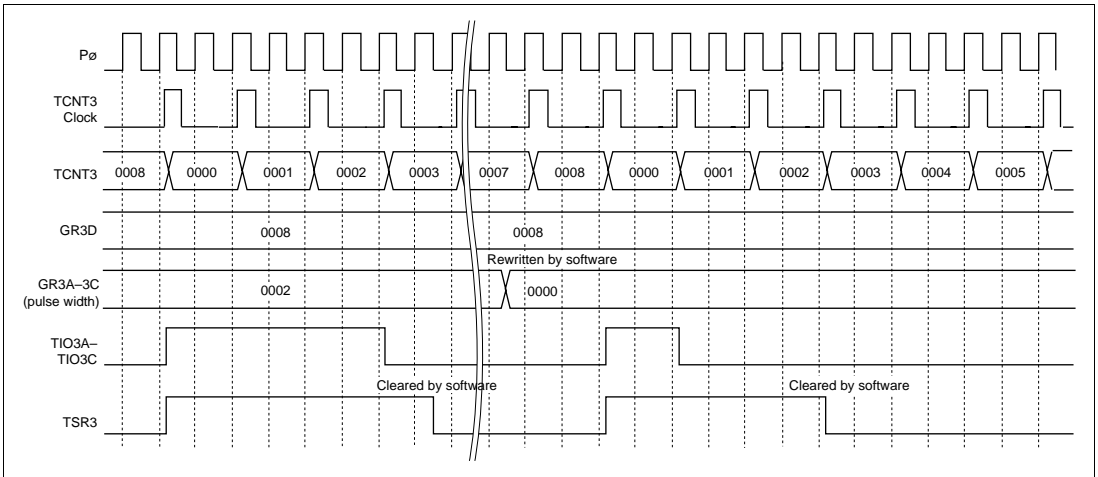 Pø
TCNT3
Clock
TCNT3
0008 0000 0001 0002 0003 0007 0008 0000 0001 0002 0003 0004 0005
GR3D
0008 0008
Rewritten by software
GR3A–3C
(pulse width)
0002 0000
TIO3A–
TIO3C
Cleared by software Cleared by software
TSR3